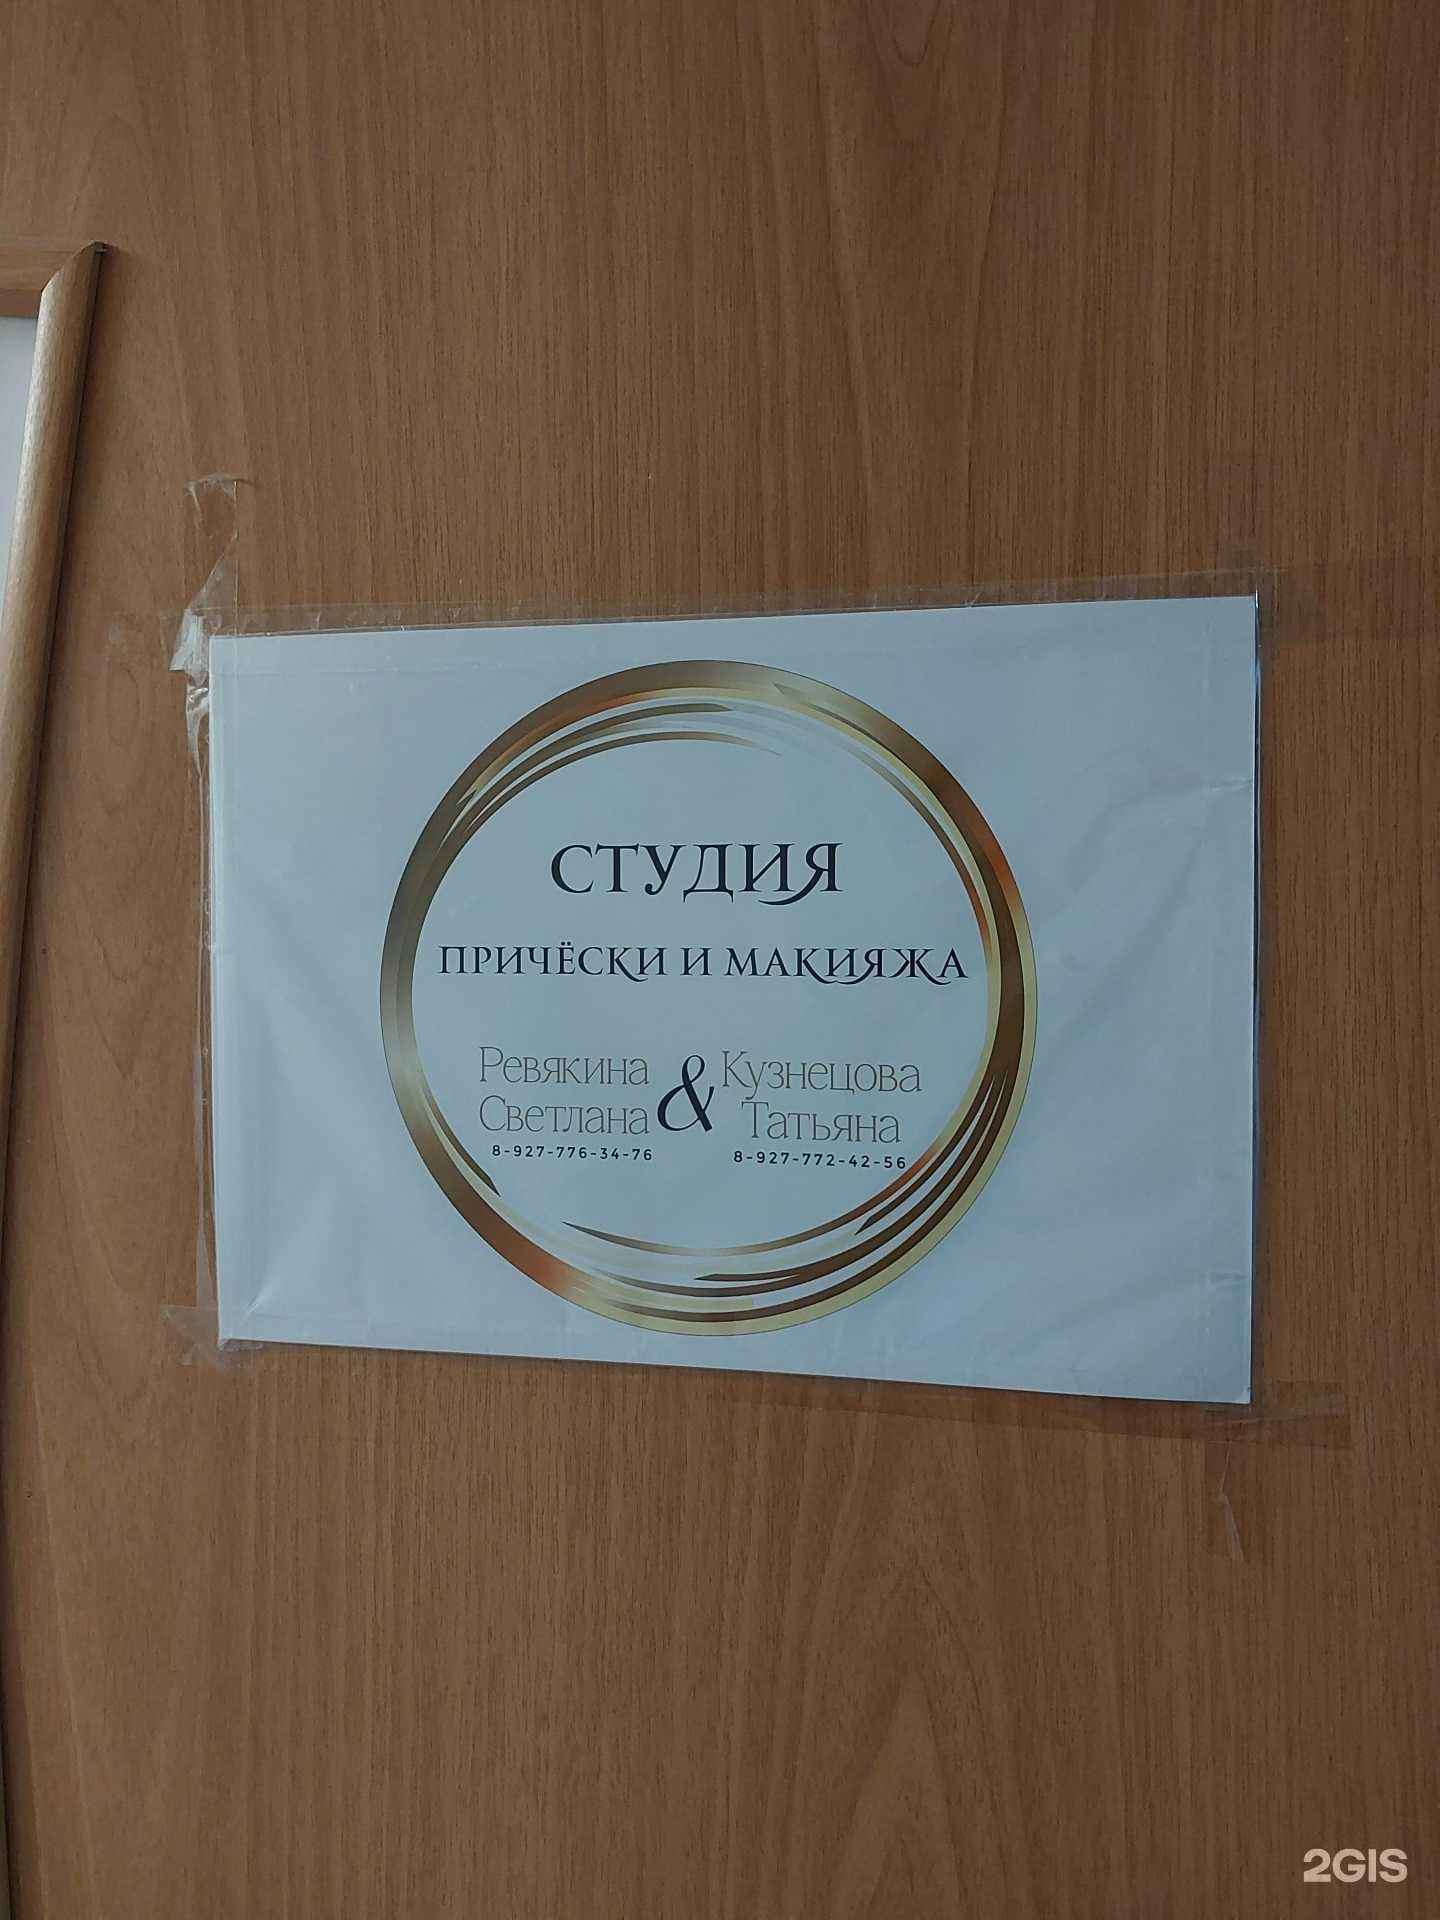 СТУДИЯ
ПРИЧЁСКИ И МАКИЯЖА
Ревякина & Кузнецова
Светлана Татьяна
8-927-776-34-76 8-927-772-42-56
2GIS